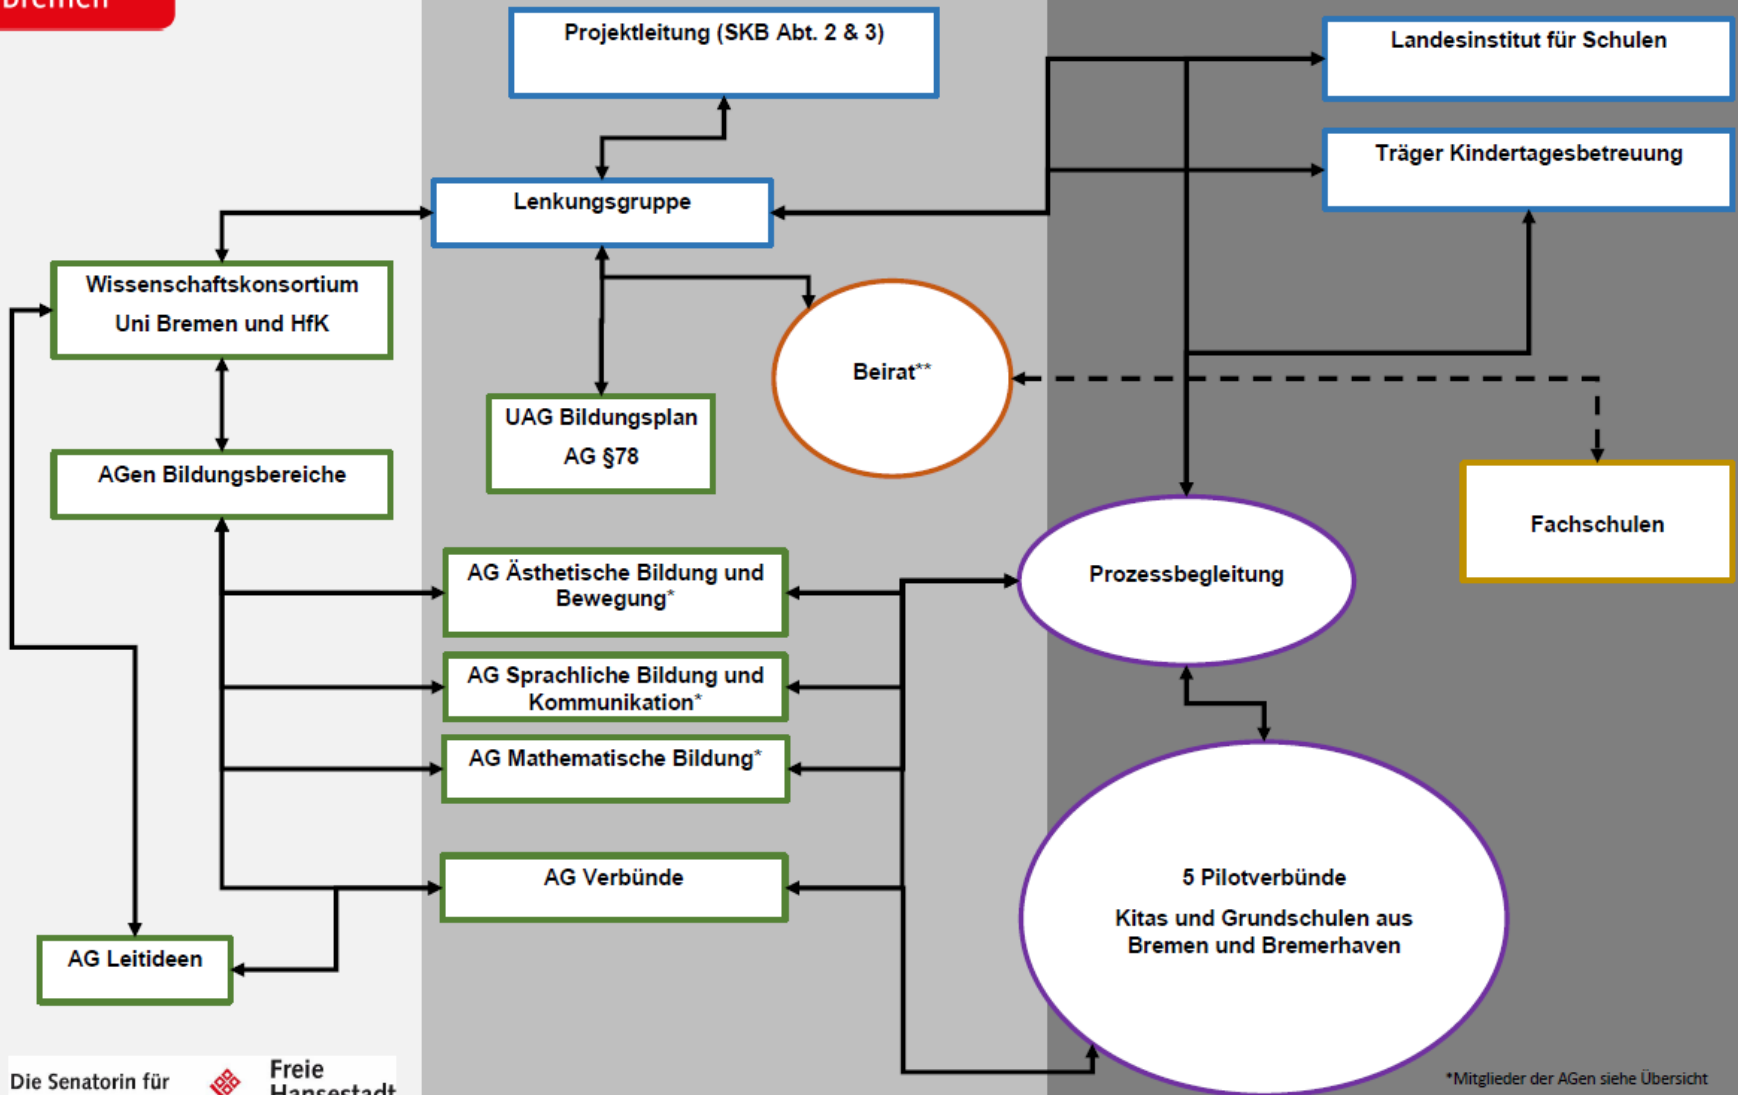 Bremen
Projektleitung (SKB Abt. 2 & 3)
Landesinstitut für Schulen
Träger Kindertagesbetreuung
Lenkungsgruppe
Wissenschaftskonsortium
Uni Bremen und HfK
Beirat**
UAG Bildungsplan
AG §78
AGen Bildungsbereiche
Fachschulen
AG Ästhetische Bildung und
Bewegung*
Prozessbegleitung
AG Sprachliche Bildung und
Kommunikation*
AG Mathematische Bildung*
AG Verbünde
5 Pilotverbünde
Kitas und Grundschulen aus
Bremen und Bremerhaven
AG Leitideen
Die Senatorin für
Freie
Hansestadt
*Mitglieder der AGen siehe Übersicht